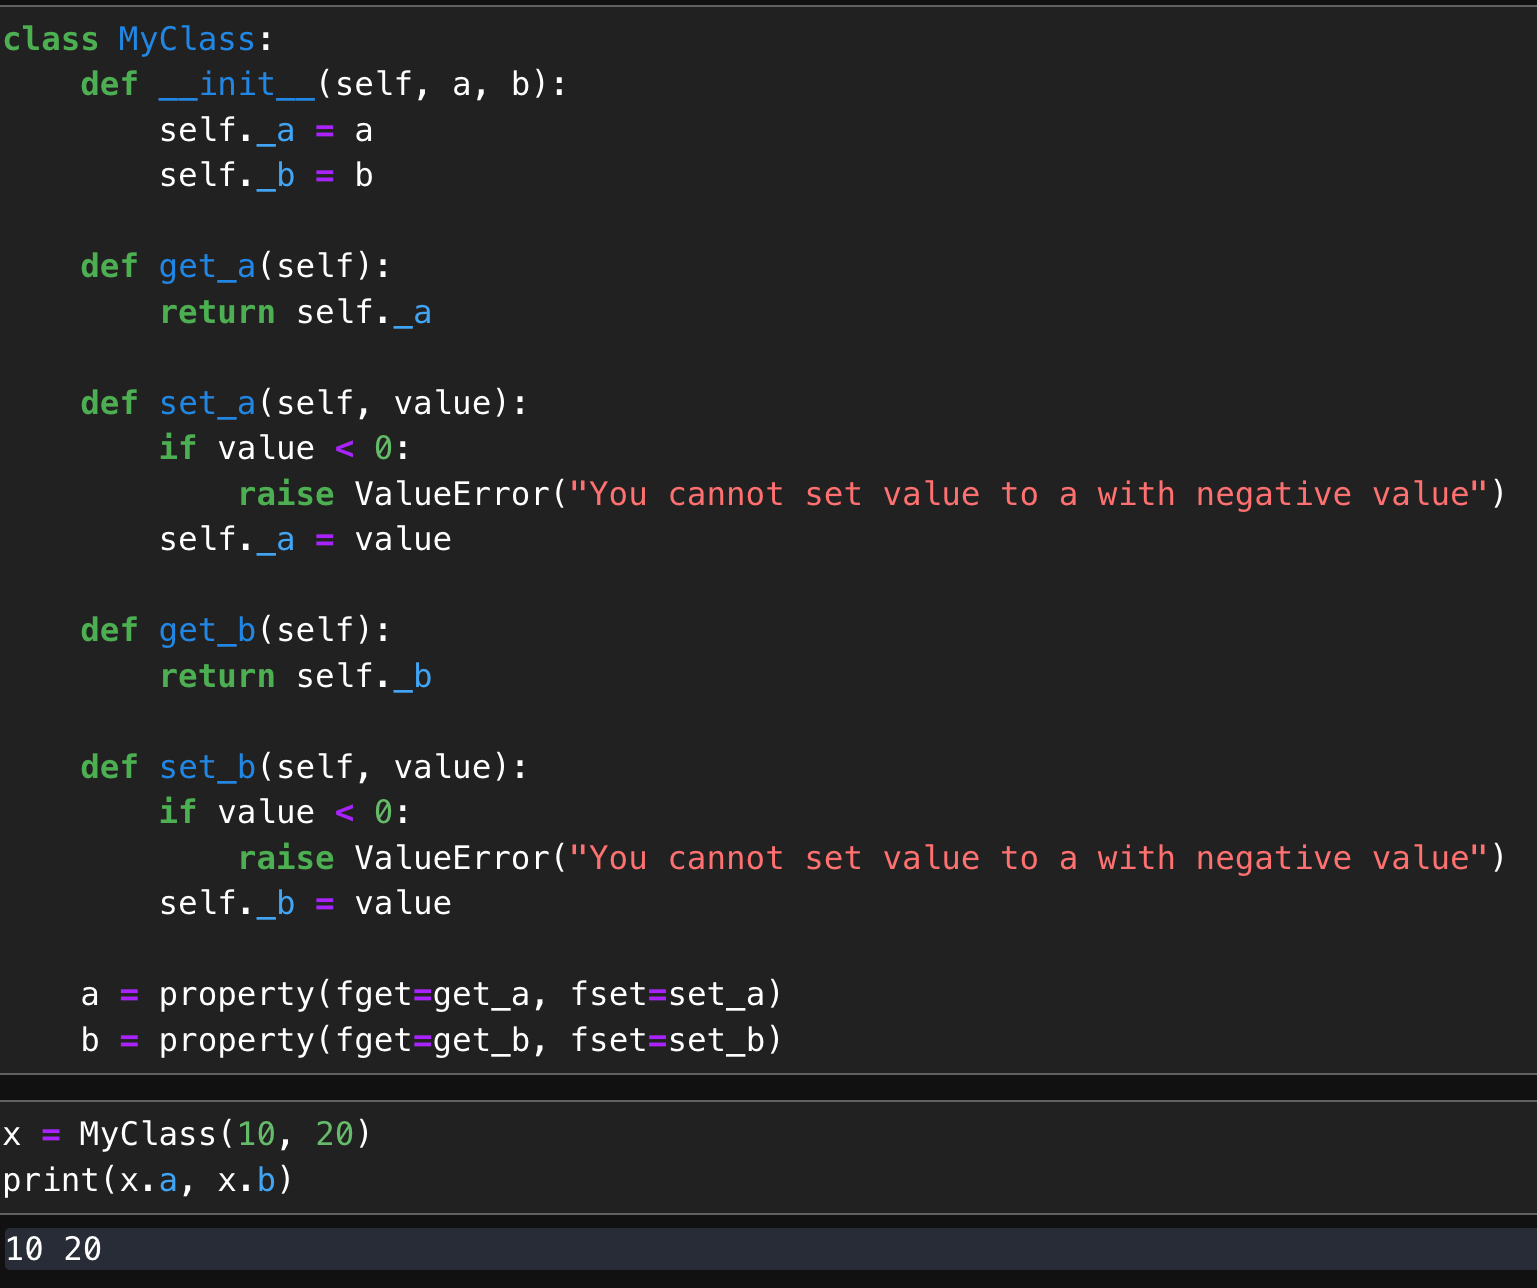 class MyClass:
    def __init__(self, a, b):
        self._a = a
        self._b = b

    def get_a(self):
        return self._a

    def set_a(self, value):
        if value < 0:
            raise ValueError("You cannot set value to a with negative value")
        self._a = value

    def get_b(self):
        return self._b

    def set_b(self, value):
        if value < 0:
            raise ValueError("You cannot set value to a with negative value")
        self._b = value

    a = property(fget=get_a, fset=set_a)
    b = property(fget=get_b, fset=set_b)
x = MyClass(10, 20)
print(x.a, x.b)
10 20